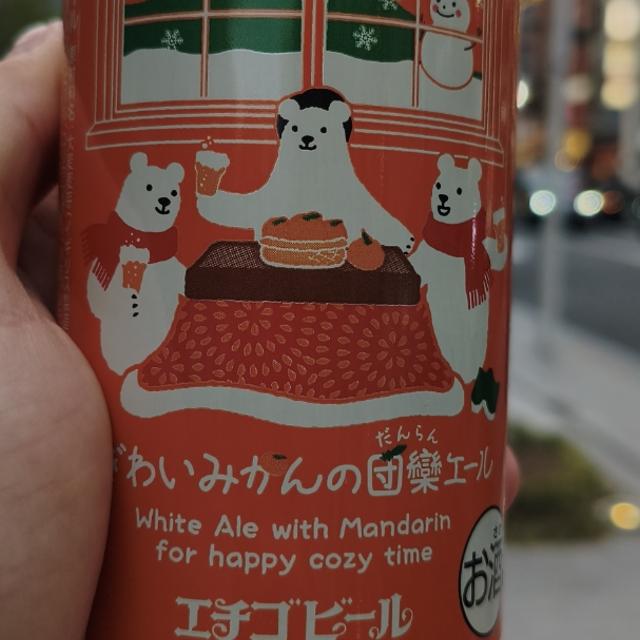 だんらん
わいみかんの団欒エール
White Ale with Mandarin
for happy cozy time
エチゴビール
お酒